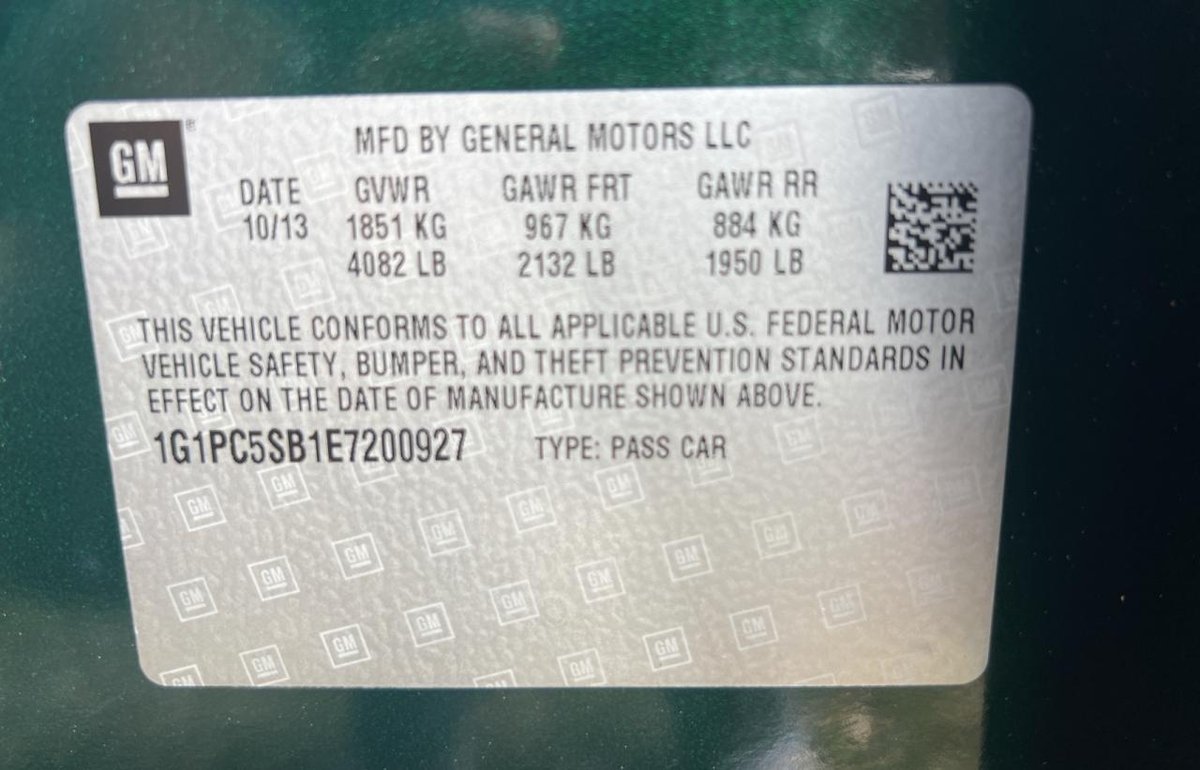 GM
MFD BY GENERAL MOTORS LLC
DATE GVWR GAWR FRT GAWR RR
10/13 1851 KG 967 KG 884 KG
4082 LB 2132 LB 1950 LB
THIS VEHICLE CONFORMS TO ALL APPLICABLE U.S. FEDERAL MOTOR
VEHICLE SAFETY, BUMPER, AND THEFT PREVENTION STANDARDS IN
EFFECT ON THE DATE OF MANUFACTURE SHOWN ABOVE.
1G1PC5SB1E7200927 TYPE: PASS CAR